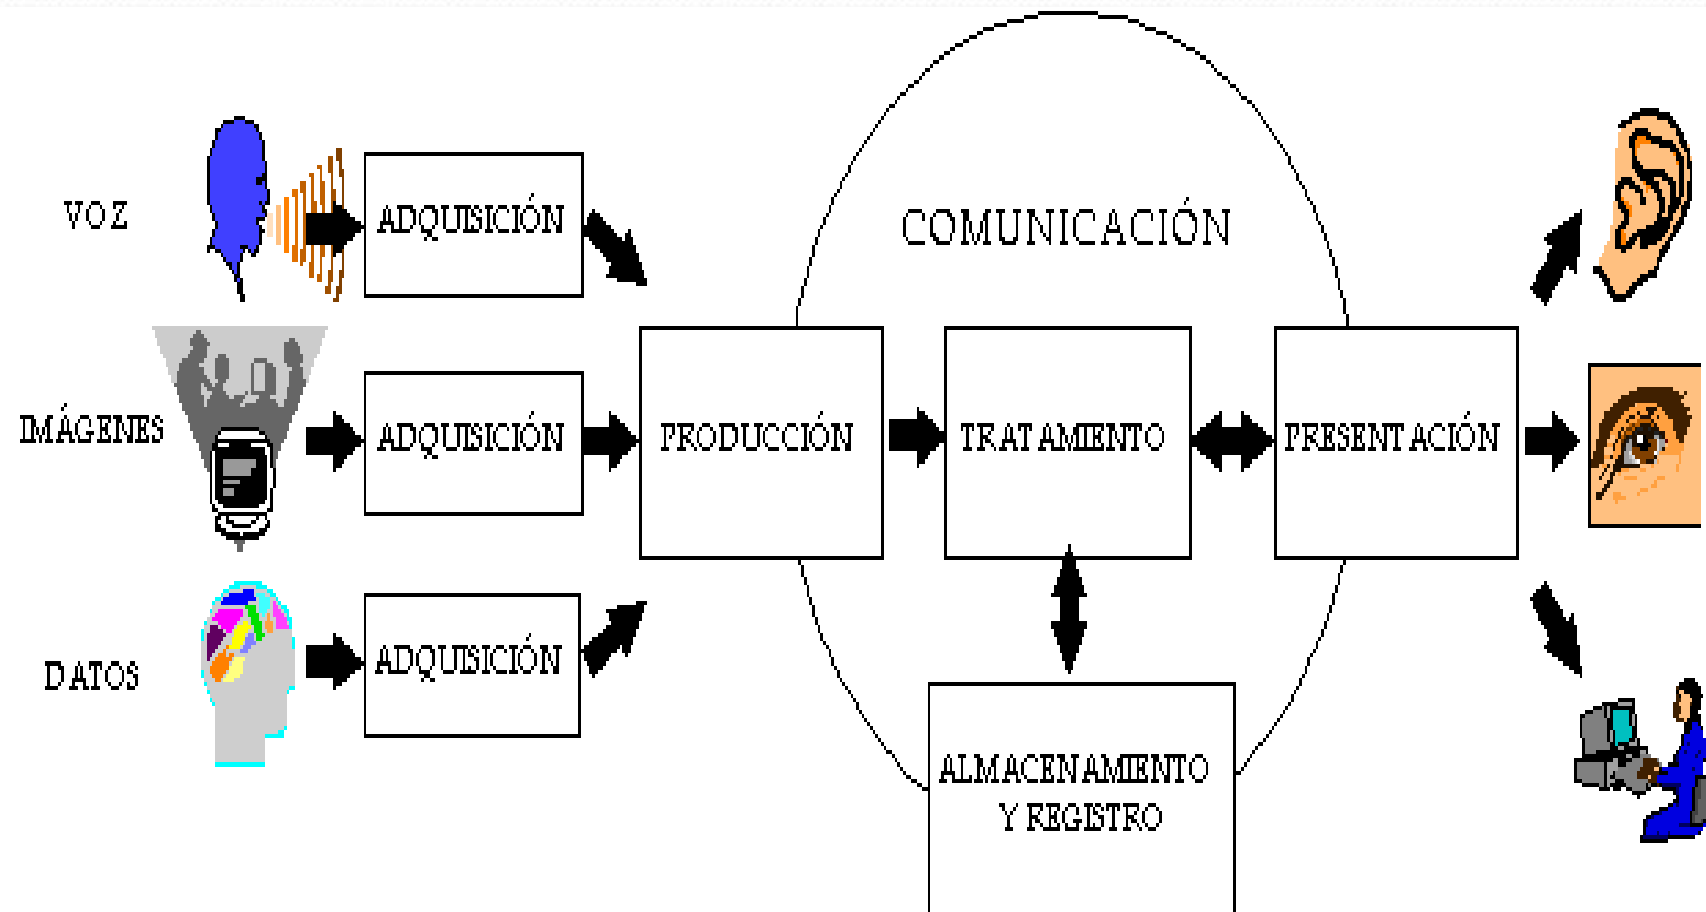 VOZ
ADQUISICIÓN
COMUNICACIÓN
IMÁGENES
ADQUISICIÓN
PRODUCCIÓN
TRATAMIENTO
PRESENTACIÓN
DATOS
ADQUISICIÓN
ALMACENAMIENTO
Y REGISTRO